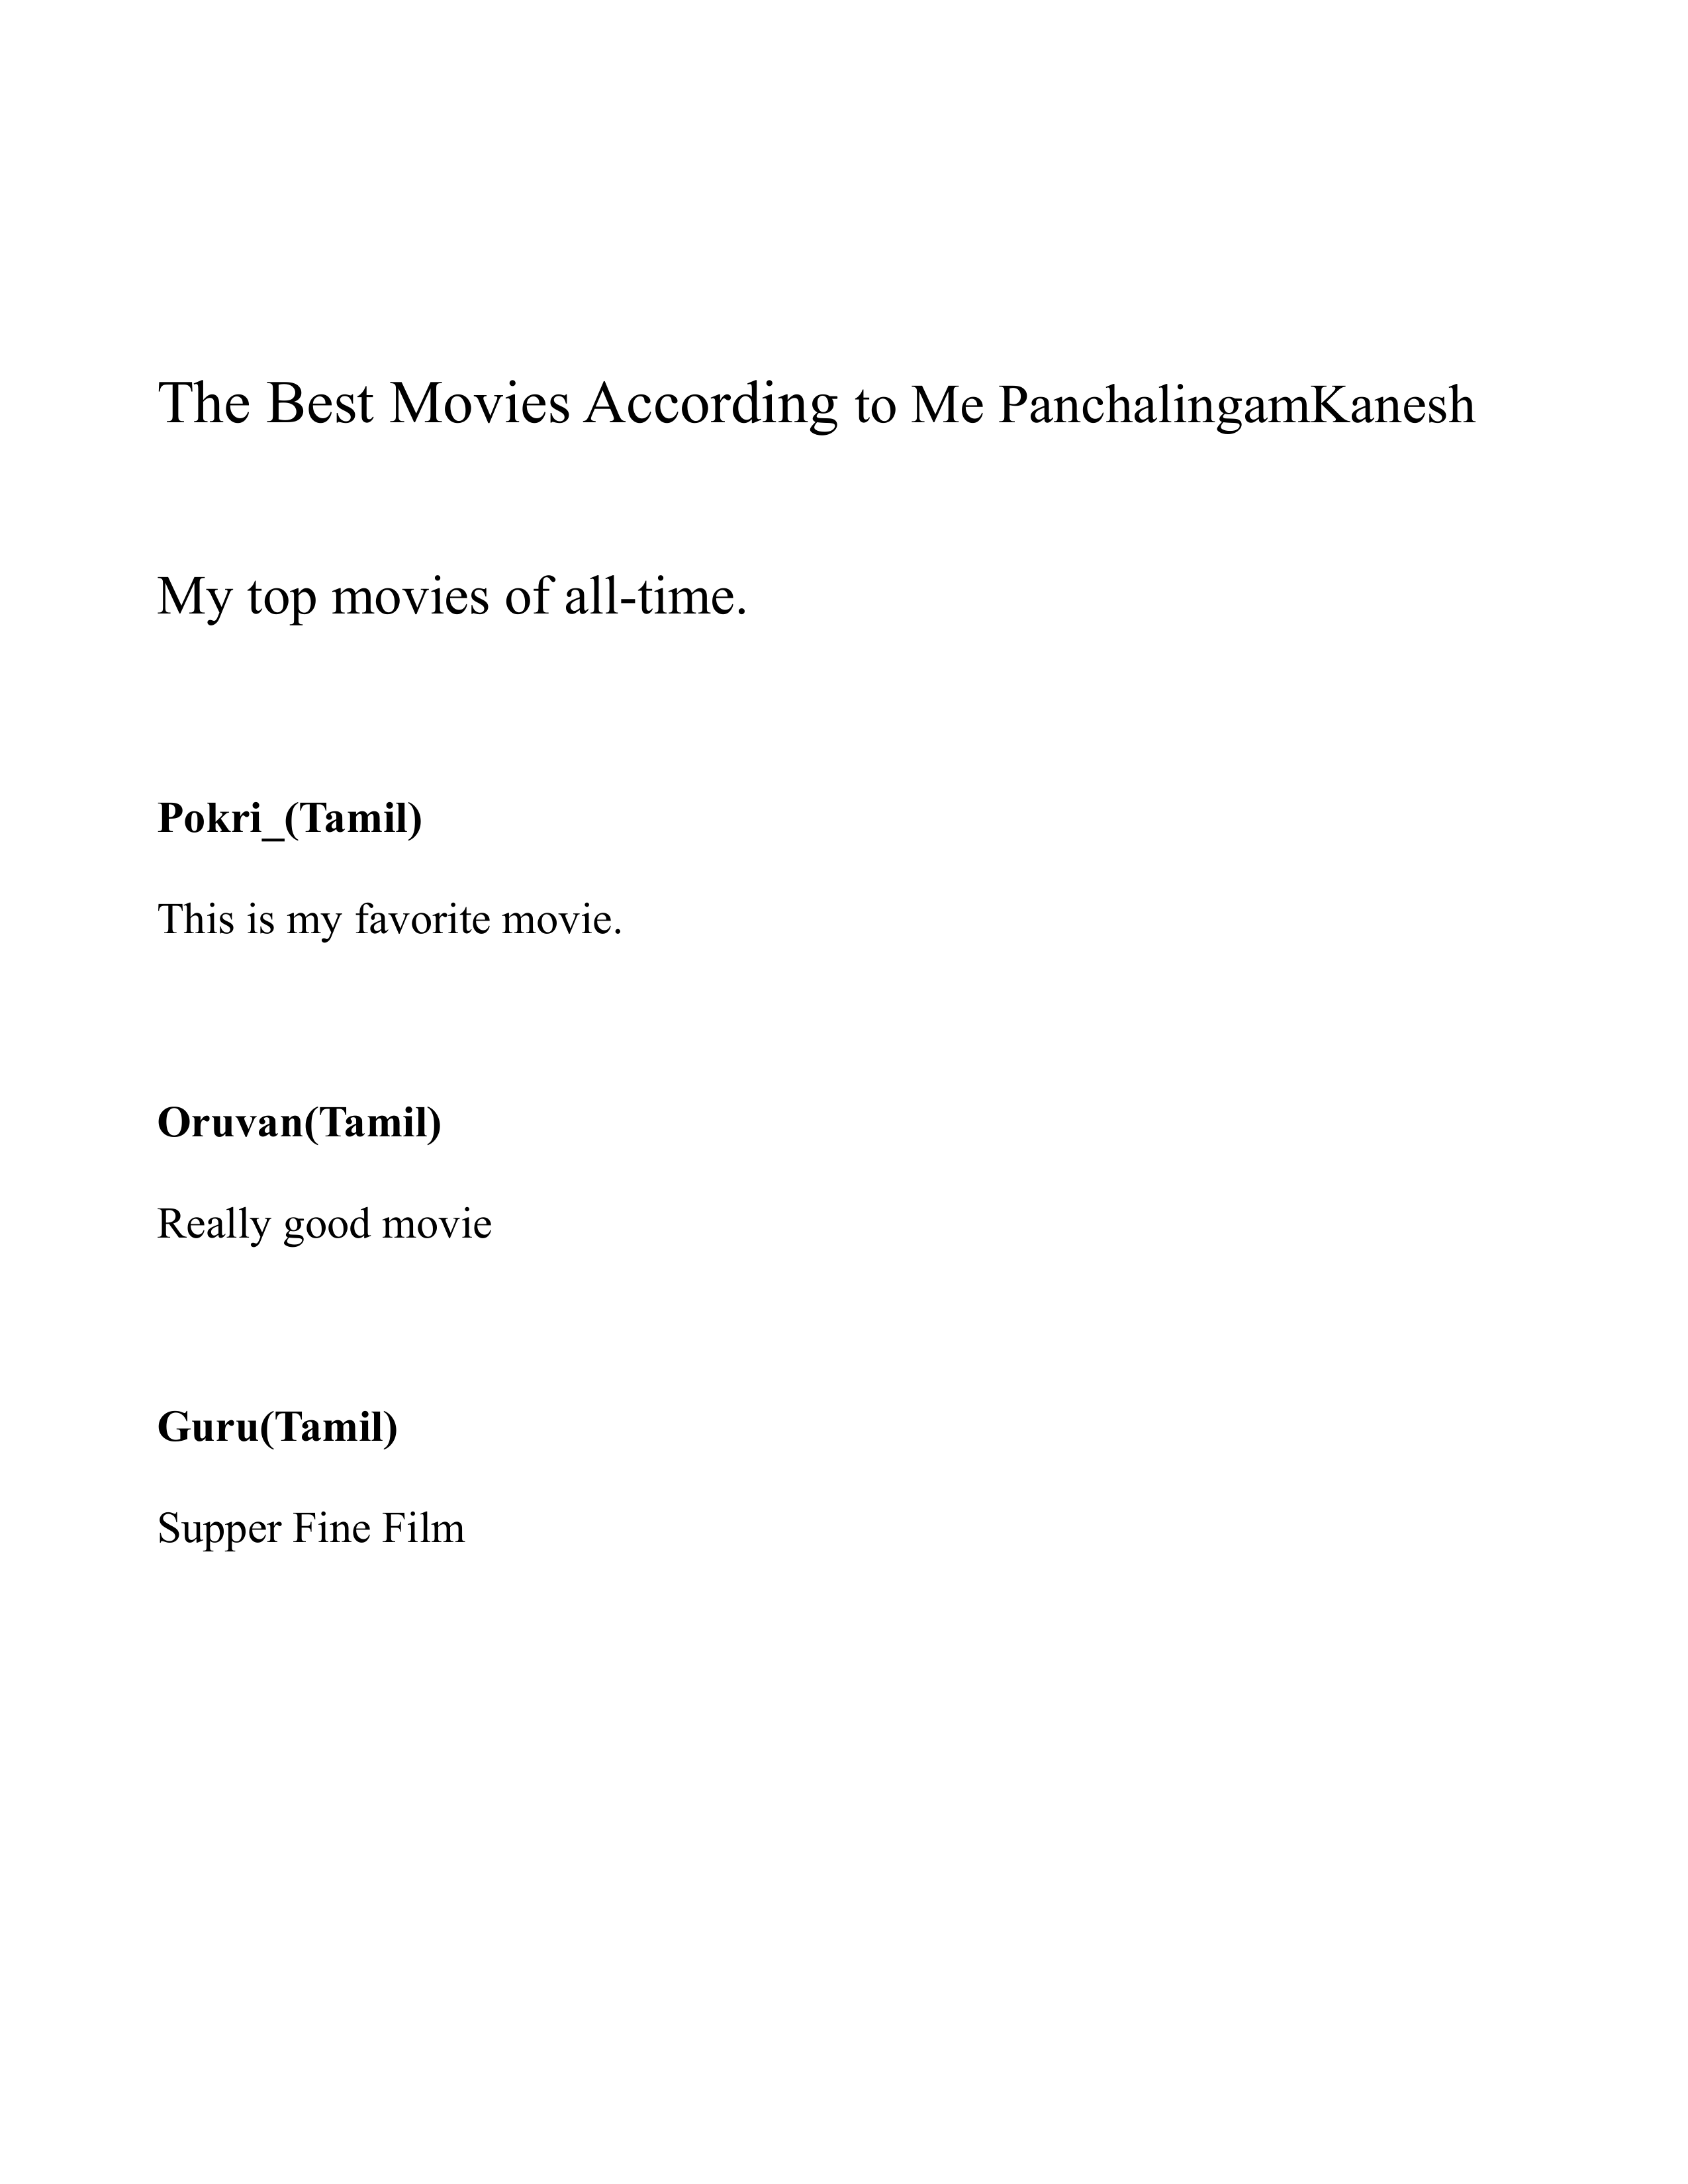 The Best Movies According to Me PanchalingamKanesh
My top movies of all-time.
Pokri_(Tamil)
This is my favorite movie.
Oruvan(Tamil)
Really good movie
Guru(Tamil)
Supper Fine Film